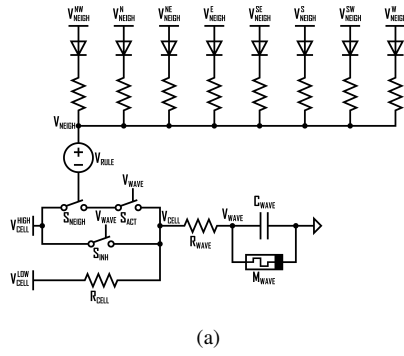 V_NEIGH^NW V_NEIGH^N V_NEIGH^NE V_NEIGH^E V_NEIGH^SE V_NEIGH^S V_NEIGH^SW V_NEIGH^W
V_NEIGH
V_RULE
V_WAVE
V_CELL^HIGH S_NEIGH V_WAVE S_ACT V_CELL V_WAVE C_WAVE
S_INH R_WAVE
V_CELL^LOW R_CELL M_WAVE
(a)